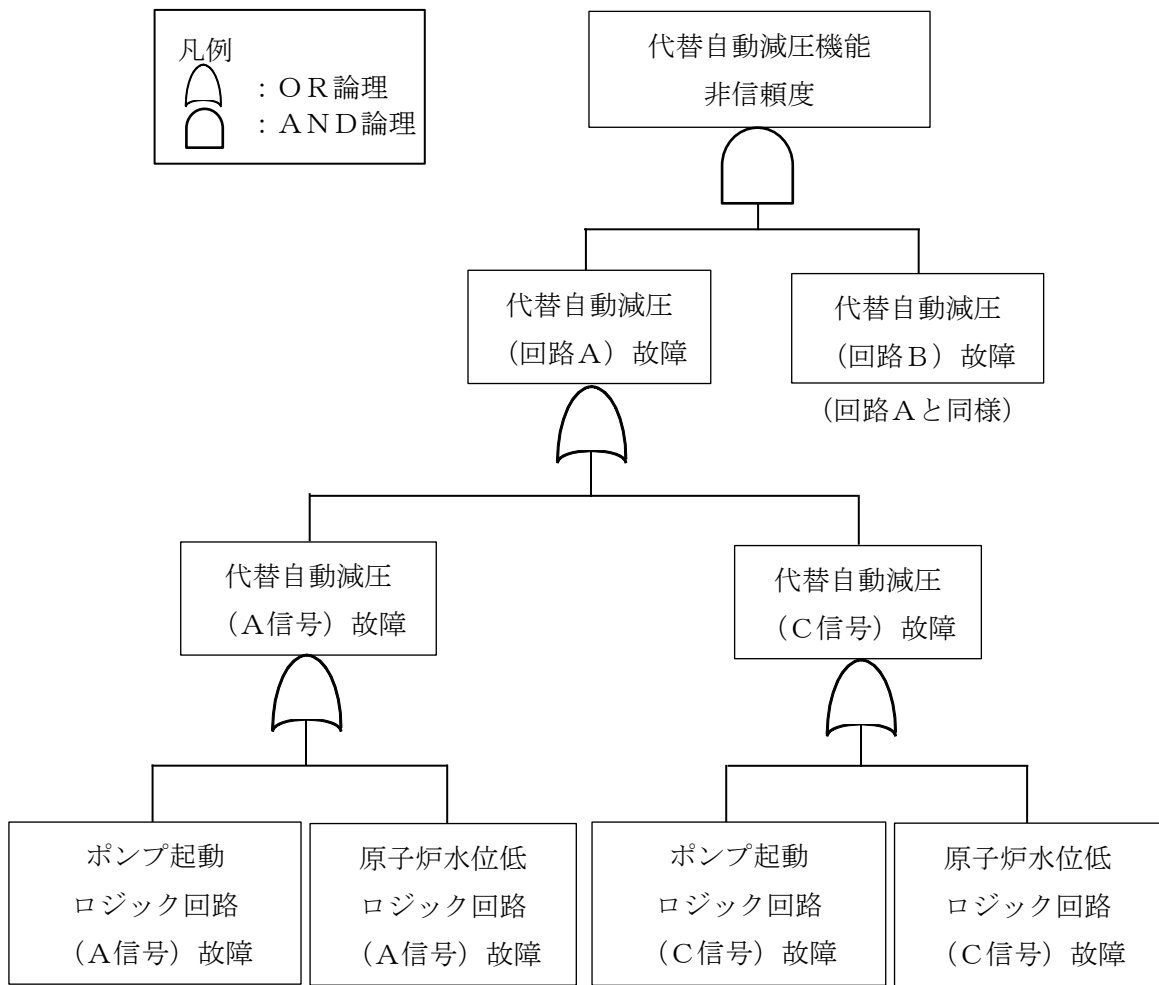 凡例
：ＯＲ論理
：ＡＮＤ論理
代替自動減圧機能
非信頼度
代替自動減圧
（回路Ａ）故障
代替自動減圧
（回路Ｂ）故障
（回路Ａと同様）
代替自動減圧
（Ａ信号）故障
代替自動減圧
（Ｃ信号）故障
ポンプ起動
ロジック回路
（Ａ信号）故障
原子炉水位低
ロジック回路
（Ａ信号）故障
ポンプ起動
ロジック回路
（Ｃ信号）故障
原子炉水位低
ロジック回路
（Ｃ信号）故障